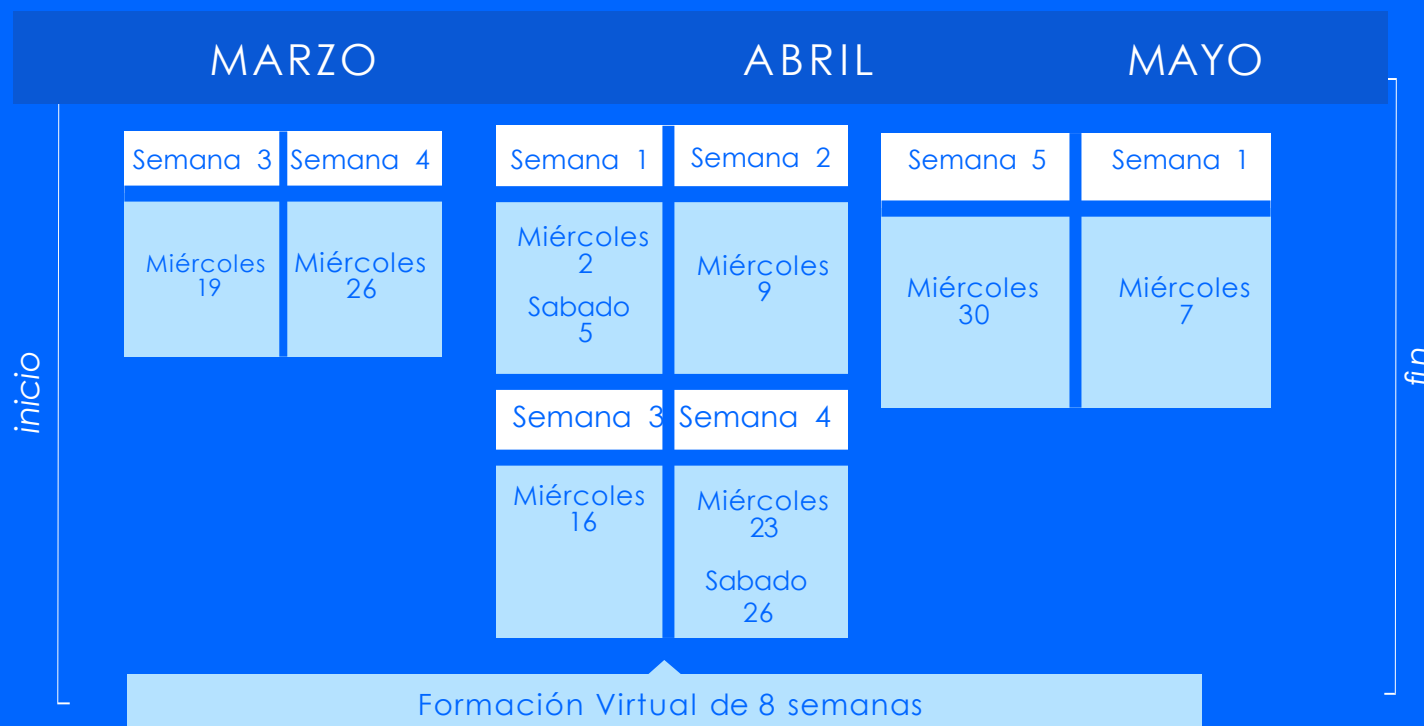 MARZO
ABRIL
MAYO
inicio
Semana 3
Semana 4
Miércoles
19
Miércoles
26
Semana 1
Semana 2
Miércoles
2
Sabado
5
Miércoles
9
Semana 3
Semana 4
Miércoles
16
Miércoles
23
Sabado
26
Semana 5
Semana 1
Miércoles
30
Miércoles
7
fin
Formación Virtual de 8 semanas